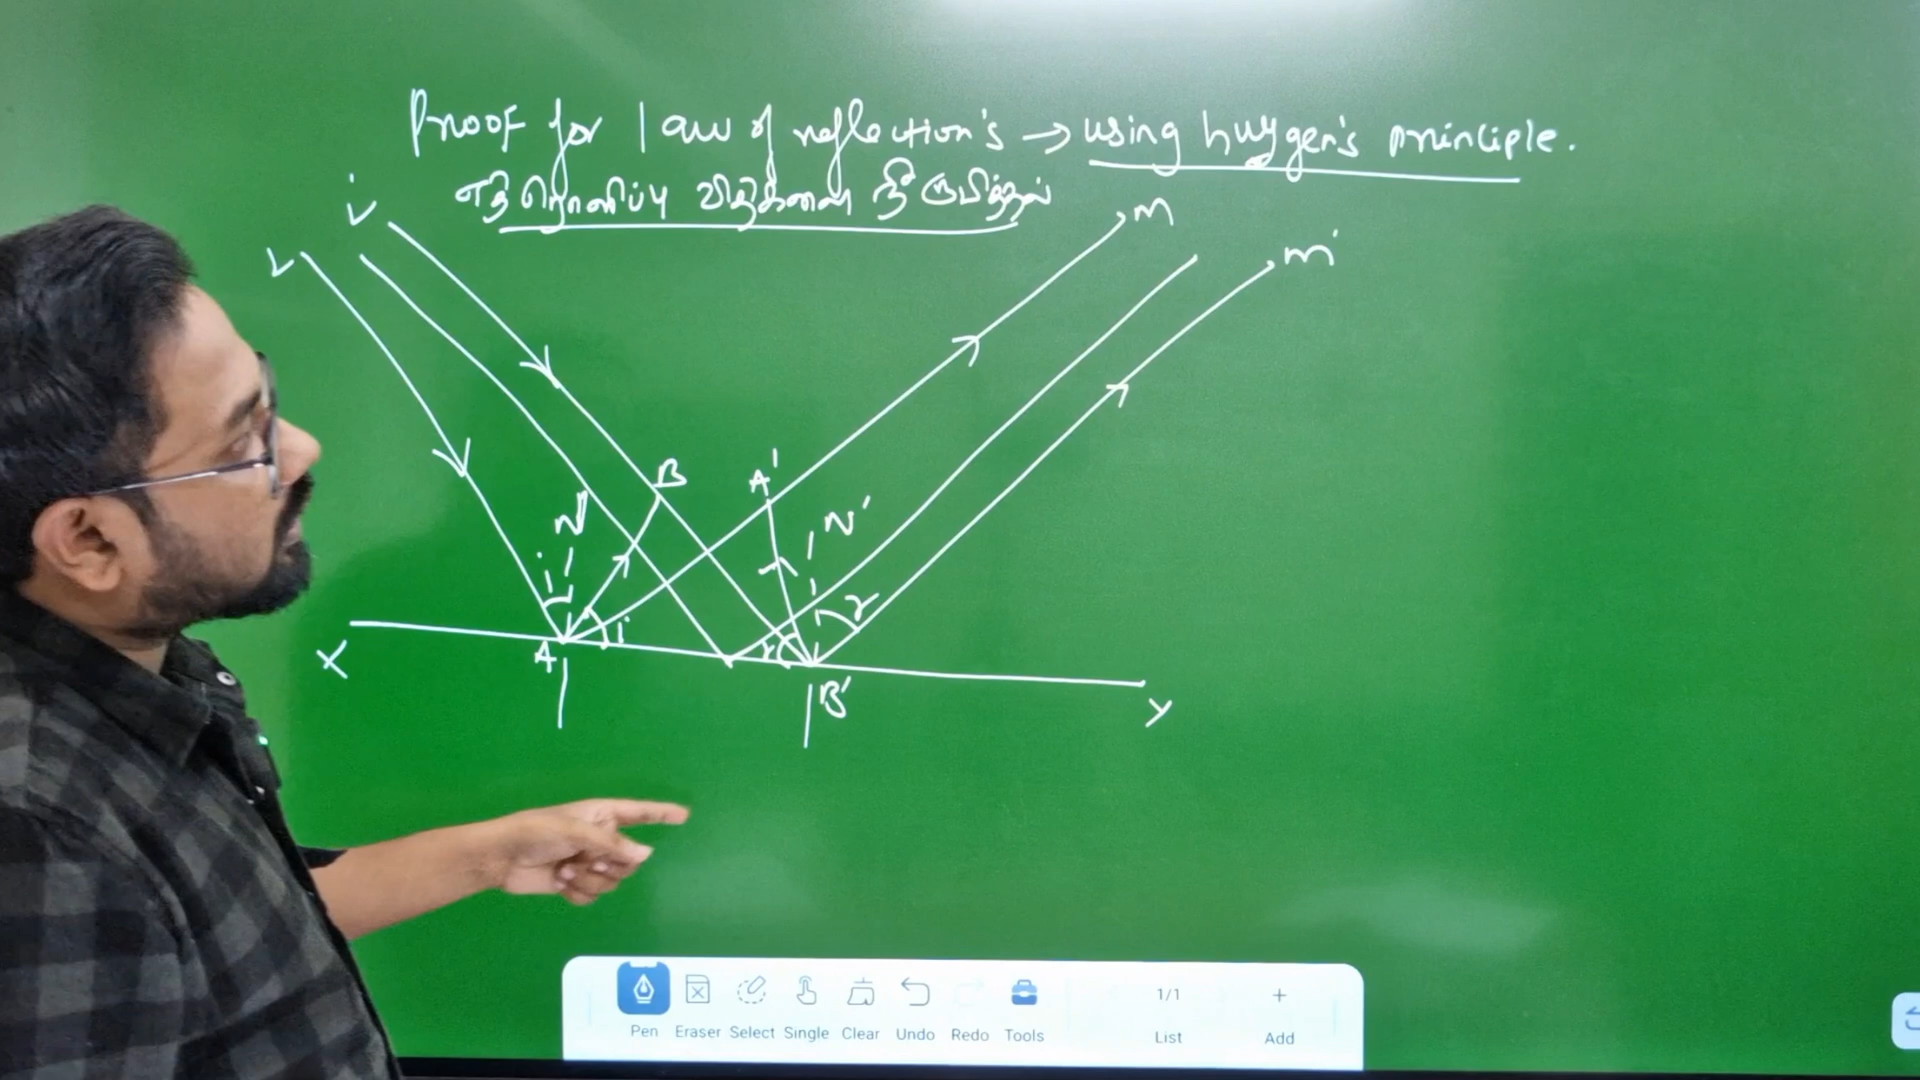 Proof for law of reflection's → using huygen's principle.
எதிரொளிப்பு விதிகளை நிரூபித்தல்
L'
L
M
M'
B
A'
N
N'
i
i
r
r
A
B'
X
Y
Pen Eraser Select Single Clear Undo Redo Tools
1/1
List
+
Add